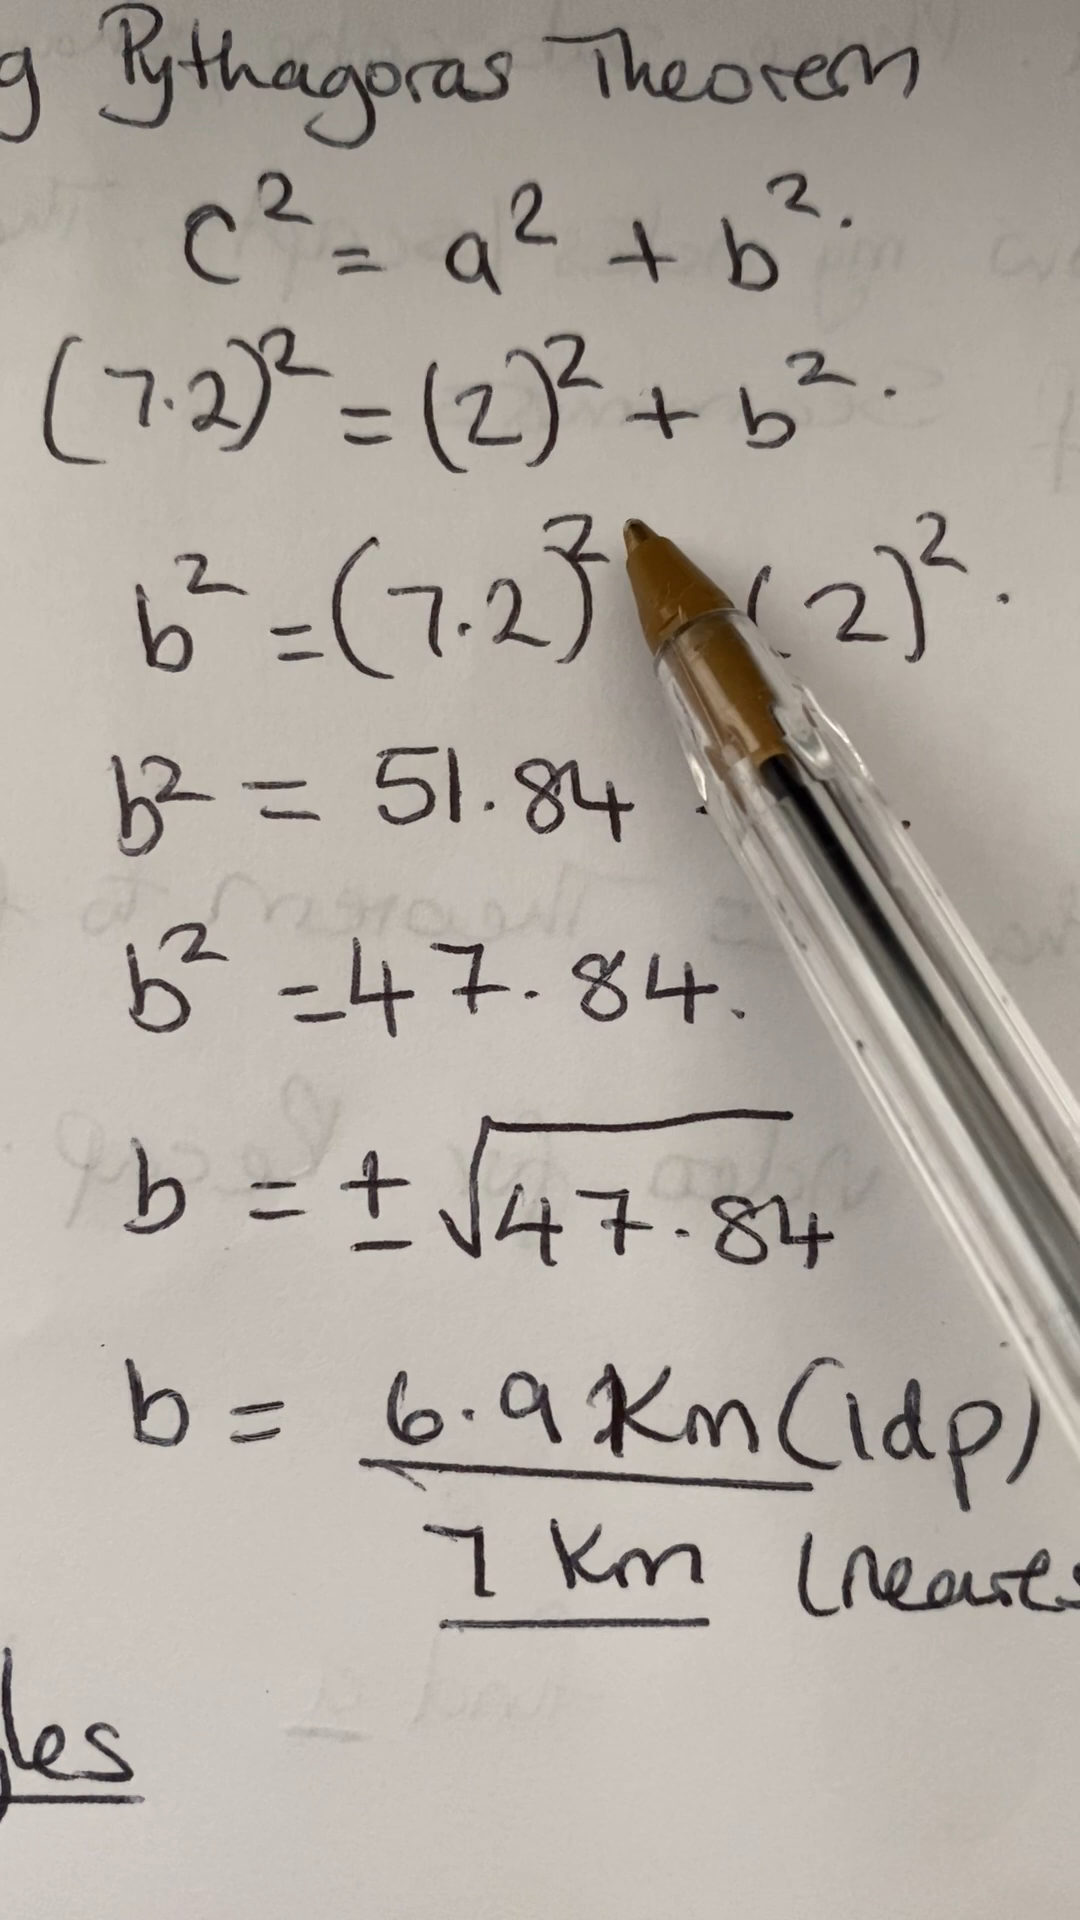 g Pythagoras Theorem
c² = a² + b².
(7.2)² = (2)² + b².
b² = (7.2)² (2)².
b² = 51.84
b² = 47.84.
b = ± √47.84
b = 6.9 Km (1dp)
7 Km
les